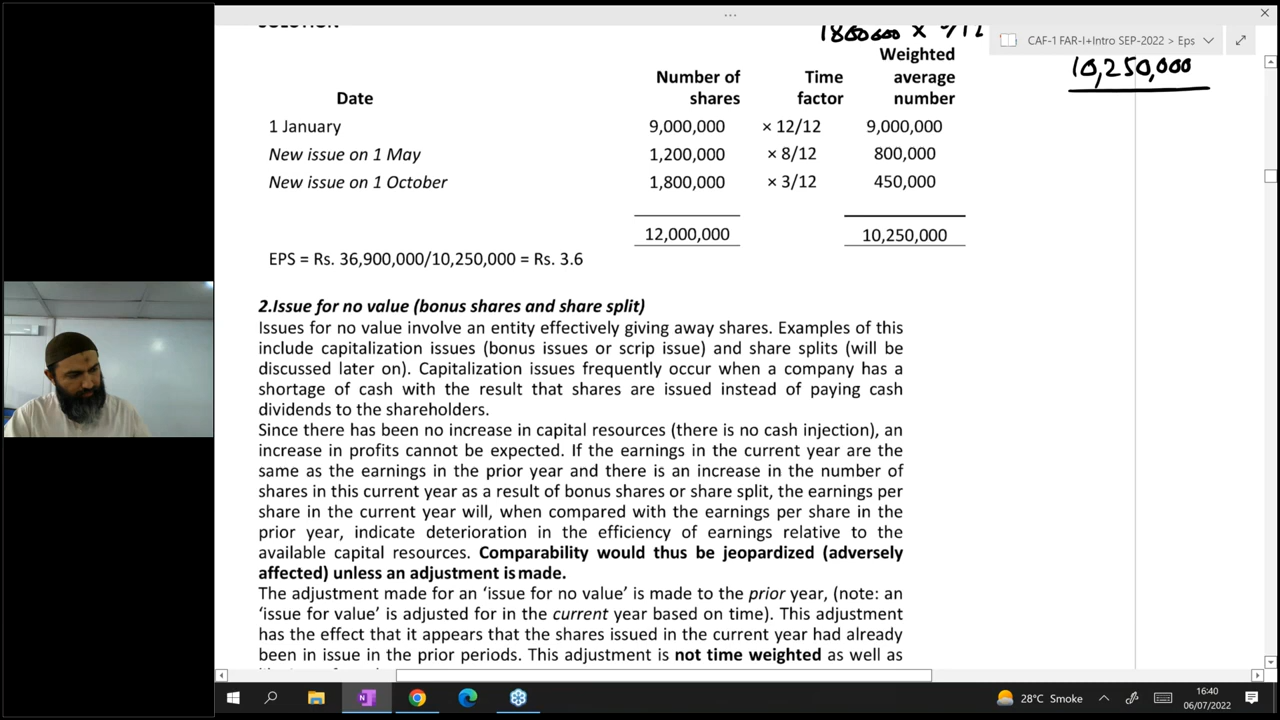 SOLUTION
1800000 x 3/12
CAF-1 FAR-I+Intro SEP-2022 > Eps
10,250,000
Weighted
Number of Time average
Date shares factor number
1 January 9,000,000 × 12/12 9,000,000
New issue on 1 May 1,200,000 × 8/12 800,000
New issue on 1 October 1,800,000 × 3/12 450,000
12,000,000 10,250,000
EPS = Rs. 36,900,000/10,250,000 = Rs. 3.6
2.Issue for no value (bonus shares and share split)
Issues for no value involve an entity effectively giving away shares. Examples of this
include capitalization issues (bonus issues or scrip issue) and share splits (will be
discussed later on). Capitalization issues frequently occur when a company has a
shortage of cash with the result that shares are issued instead of paying cash
dividends to the shareholders.
Since there has been no increase in capital resources (there is no cash injection), an
increase in profits cannot be expected. If the earnings in the current year are the
same as the earnings in the prior year and there is an increase in the number of
shares in this current year as a result of bonus shares or share split, the earnings per
share in the current year will, when compared with the earnings per share in the
prior year, indicate deterioration in the efficiency of earnings relative to the
available capital resources. Comparability would thus be jeopardized (adversely
affected) unless an adjustment is made.
The adjustment made for an ‘issue for no value’ is made to the prior year, (note: an
‘issue for value’ is adjusted for in the current year based on time). This adjustment
has the effect that it appears that the shares issued in the current year had already
been in issue in the prior periods. This adjustment is not time weighted as well as
28°C Smoke
16:40
06/07/2022